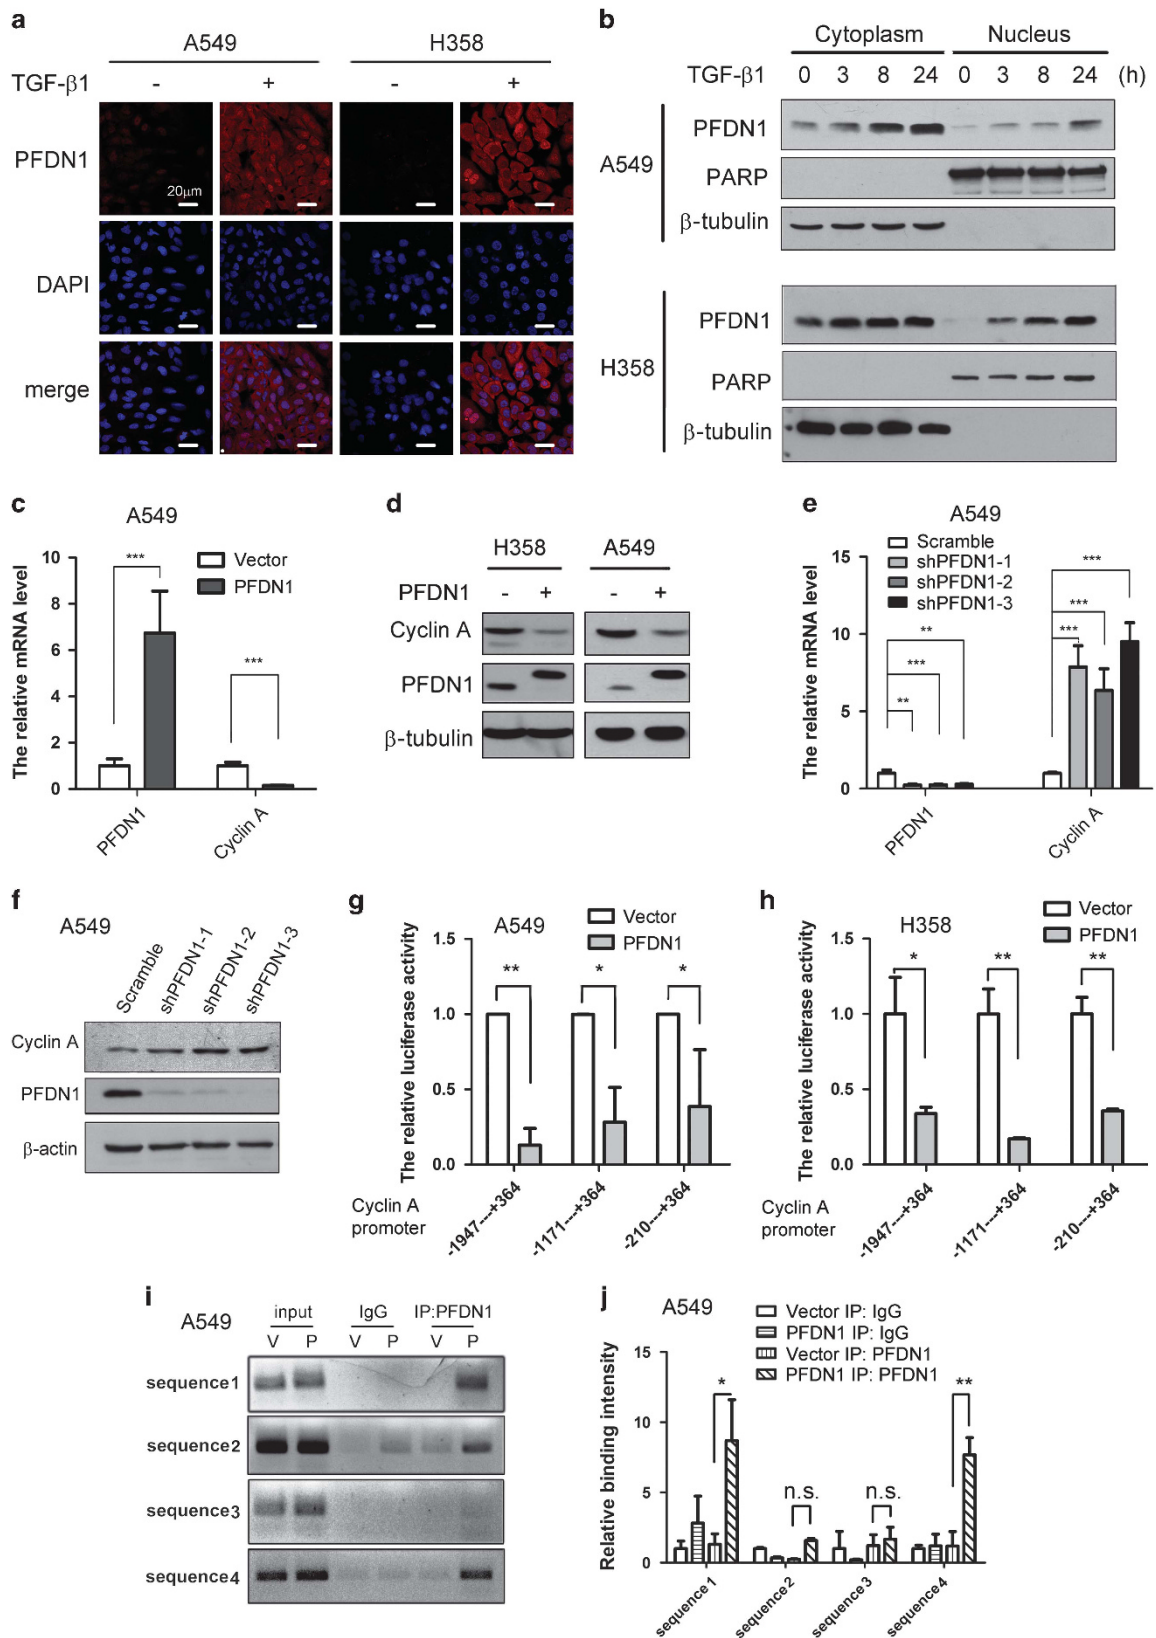 a
A549 H358
TGF-β1 - + - +
PFDN1
20μm
DAPI
merge
b
Cytoplasm Nucleus
TGF-β1 0 3 8 24 0 3 8 24 (h)
A549
PFDN1
PARP
β-tubulin
H358
PFDN1
PARP
β-tubulin
c
A549
The relative mRNA level
10
8
6
4
2
0
***
***
Vector
PFDN1
PFDN1
Cyclin A
d
H358 A549
PFDN1 - + - +
Cyclin A
PFDN1
β-tubulin
e
A549
The relative mRNA level
15
10
5
0
Scramble
shPFDN1-1
shPFDN1-2
shPFDN1-3
**
***
**
***
***
***
PFDN1
Cyclin A
f
A549
Scramble
shPFDN1-1
shPFDN1-2
shPFDN1-3
Cyclin A
PFDN1
β-actin
g
A549
Vector
PFDN1
The relative luciferase activity
1.5
1.0
0.5
0.0
** * *
Cyclin A
promoter
-1947---+364
-1171---+364
-210---+364
h
H358
Vector
PFDN1
The relative luciferase activity
1.5
1.0
0.5
0.0
* ** **
Cyclin A
promoter
-1947---+364
-1171---+364
-210---+364
i
A549
input IgG IP:PFDN1
V P V P V P
sequence1
sequence2
sequence3
sequence4
j
A549
Vector IP: IgG
PFDN1 IP: IgG
Vector IP: PFDN1
PFDN1 IP: PFDN1
Relative binding intensity
15
10
5
0
* n.s. n.s. **
sequence1
sequence2
sequence3
sequence4